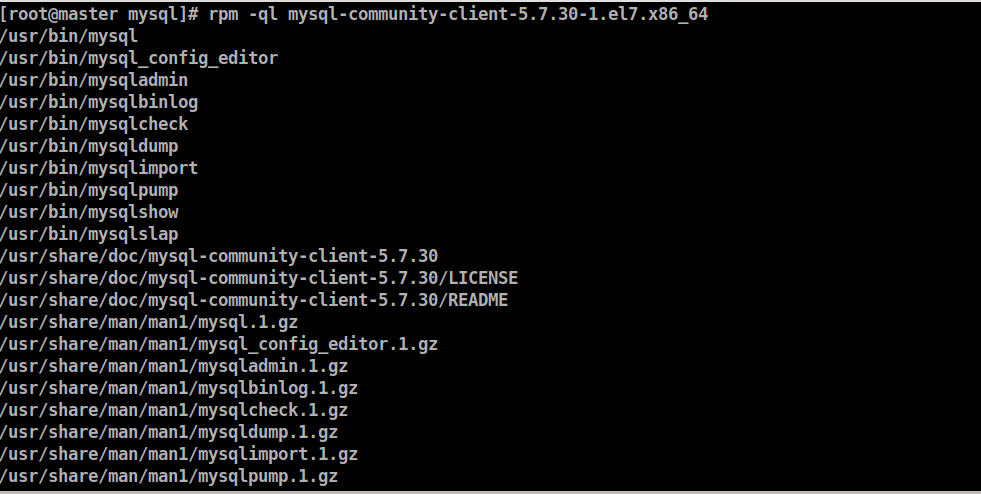 [root@master mysql]# rpm -ql mysql-community-client-5.7.30-1.el7.x86_64
/usr/bin/mysql
/usr/bin/mysql_config_editor
/usr/bin/mysqladmin
/usr/bin/mysqlbinlog
/usr/bin/mysqlcheck
/usr/bin/mysqldump
/usr/bin/mysqlimport
/usr/bin/mysqlpump
/usr/bin/mysqlshow
/usr/bin/mysqlslap
/usr/share/doc/mysql-community-client-5.7.30
/usr/share/doc/mysql-community-client-5.7.30/LICENSE
/usr/share/doc/mysql-community-client-5.7.30/README
/usr/share/man/man1/mysql.1.gz
/usr/share/man/man1/mysql_config_editor.1.gz
/usr/share/man/man1/mysqladmin.1.gz
/usr/share/man/man1/mysqlbinlog.1.gz
/usr/share/man/man1/mysqlcheck.1.gz
/usr/share/man/man1/mysqldump.1.gz
/usr/share/man/man1/mysqlimport.1.gz
/usr/share/man/man1/mysqlpump.1.gz